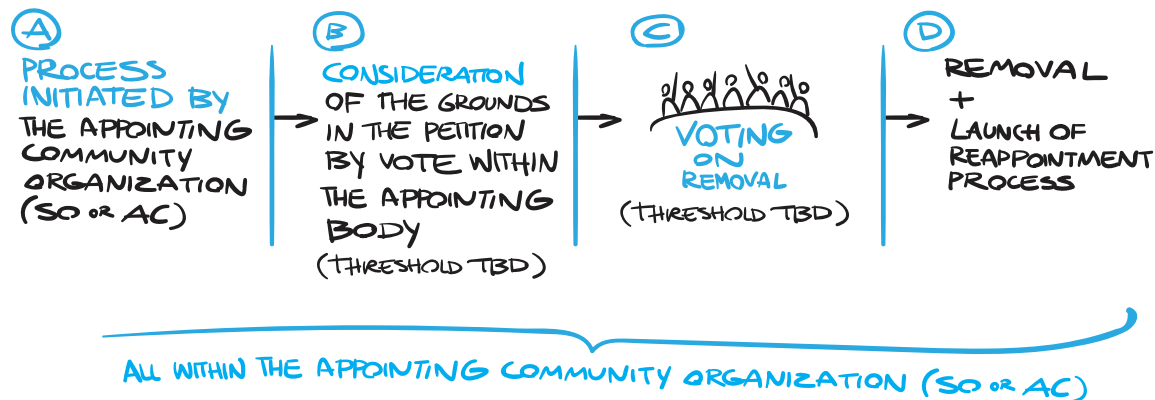 A
PROCESS
INITIATED BY
THE APPOINTING
COMMUNITY
ORGANIZATION
(SO OR AC)
B
CONSIDERATION
OF THE GROUNDS
IN THE PETITION
BY VOTE WITHIN
THE APPOINTING
BODY
(THRESHOLD TBD)
C
VOTING
ON
REMOVAL
(THRESHOLD TBD)
D
REMOVAL
+
LAUNCH OF
REAPPOINTMENT
PROCESS
ALL WITHIN THE APPOINTING COMMUNITY ORGANIZATION (SO OR AC)